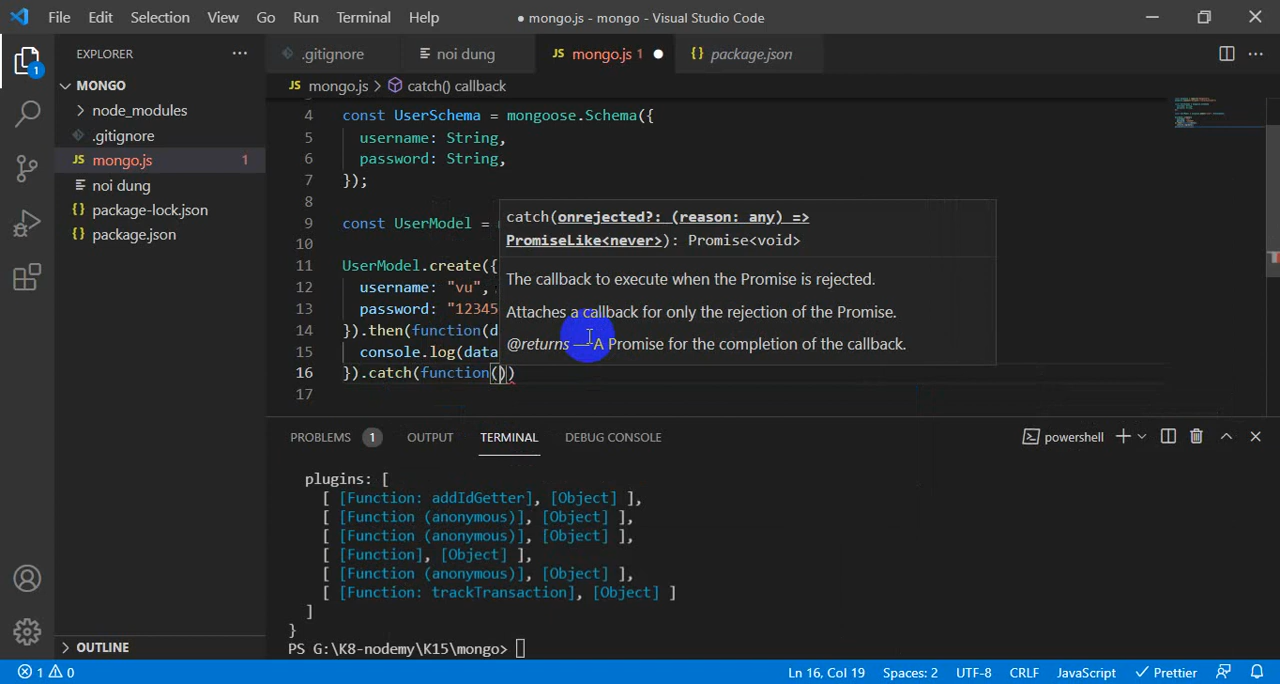 File Edit Selection View Go Run Terminal Help
● mongo.js - mongo - Visual Studio Code
EXPLORER
.gitignore
noi dung
JS mongo.js 1
{} package.json
MONGO
JS mongo.js > catch() callback
node_modules
.gitignore
JS mongo.js 1
noi dung
{} package-lock.json
{} package.json
4 const UserSchema = mongoose.Schema({
5 username: String,
6 password: String,
7 });
8
9 const UserModel =
10
11 UserModel.create({
12 username: "vu",
13 password: "12345
14 }).then(function(d
15 console.log(data
16 }).catch(function())
17
catch(onrejected?: (reason: any) =>
PromiseLike<never>): Promise<void>
The callback to execute when the Promise is rejected.
Attaches a callback for only the rejection of the Promise.
@returns — A Promise for the completion of the callback.
1
PROBLEMS 1 OUTPUT TERMINAL DEBUG CONSOLE
powershell
plugins: [
[ [Function: addIdGetter], [Object] ],
[ [Function (anonymous)], [Object] ],
[ [Function (anonymous)], [Object] ],
[ [Function], [Object] ],
[ [Function (anonymous)], [Object] ],
[ [Function: trackTransaction], [Object] ]
]
}
PS G:\K8-nodemy\K15\mongo>
OUTLINE
1 0
Ln 16, Col 19 Spaces: 2 UTF-8 CRLF JavaScript Prettier